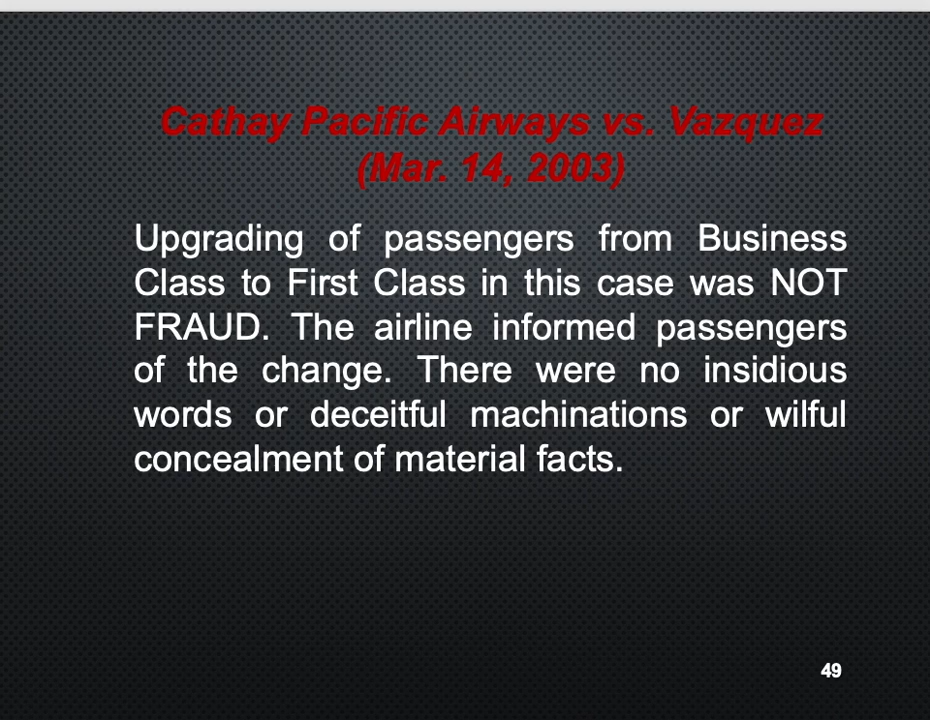 Cathay Pacific Airways vs. Vazquez
(Mar. 14, 2003)
Upgrading of passengers from Business
Class to First Class in this case was NOT
FRAUD. The airline informed passengers
of the change. There were no insidious
words or deceitful machinations or wilful
concealment of material facts.
49